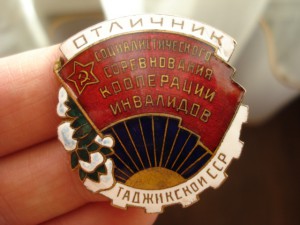 ОТЛИЧНИК
СОЦИАЛИСТИЧЕСКОГО
СОРЕВНОВАНИЯ
КООПЕРАЦИИ
ИНВАЛИДОВ
ТАДЖИКСКОЙ ССР